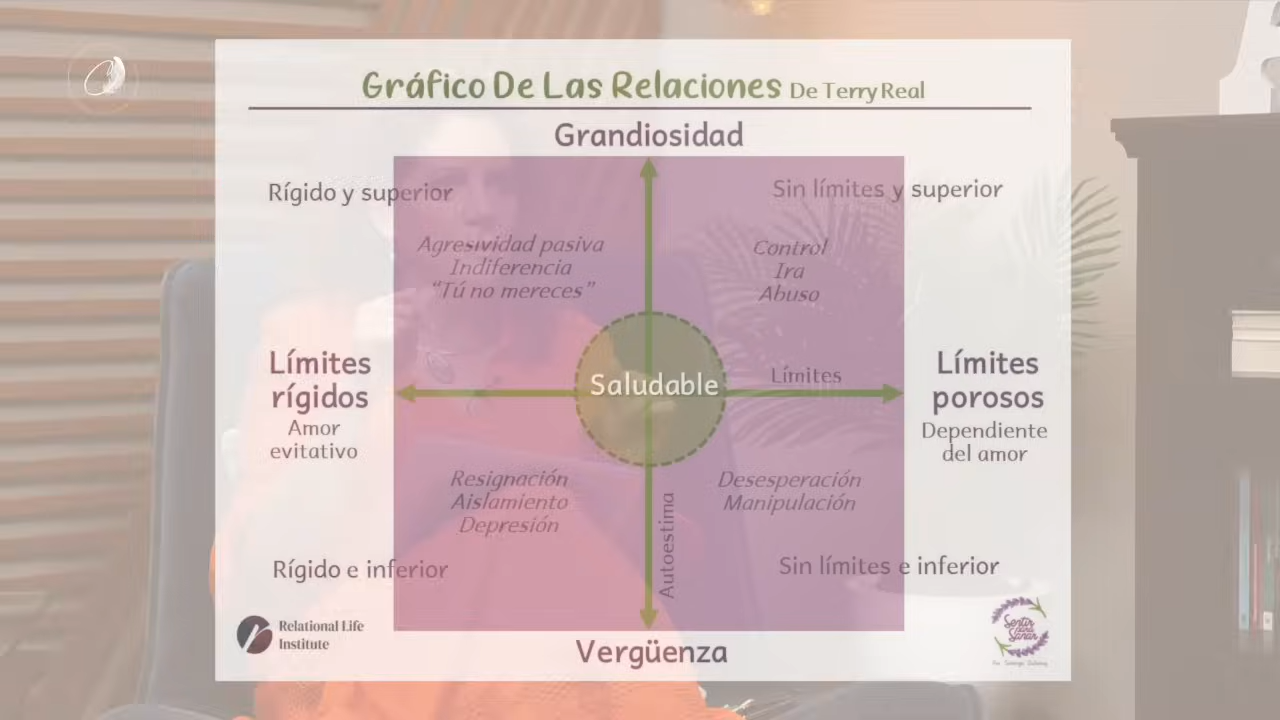 Gráfico De Las Relaciones De Terry Real
Grandiosidad
Rígido y superior
Sin límites y superior
Agresividad pasiva
Indiferencia
“Tú no mereces”
Control
Ira
Abuso
Límites
rígidos
Amor
evitativo
Saludable
Límites
Límites
porosos
Dependiente
del amor
Resignación
Aislamiento
Depresión
Autoestima
Desesperación
Manipulación
Rígido e inferior
Sin límites e inferior
Relational Life
Institute
Vergüenza
Sentir
para
Sanar